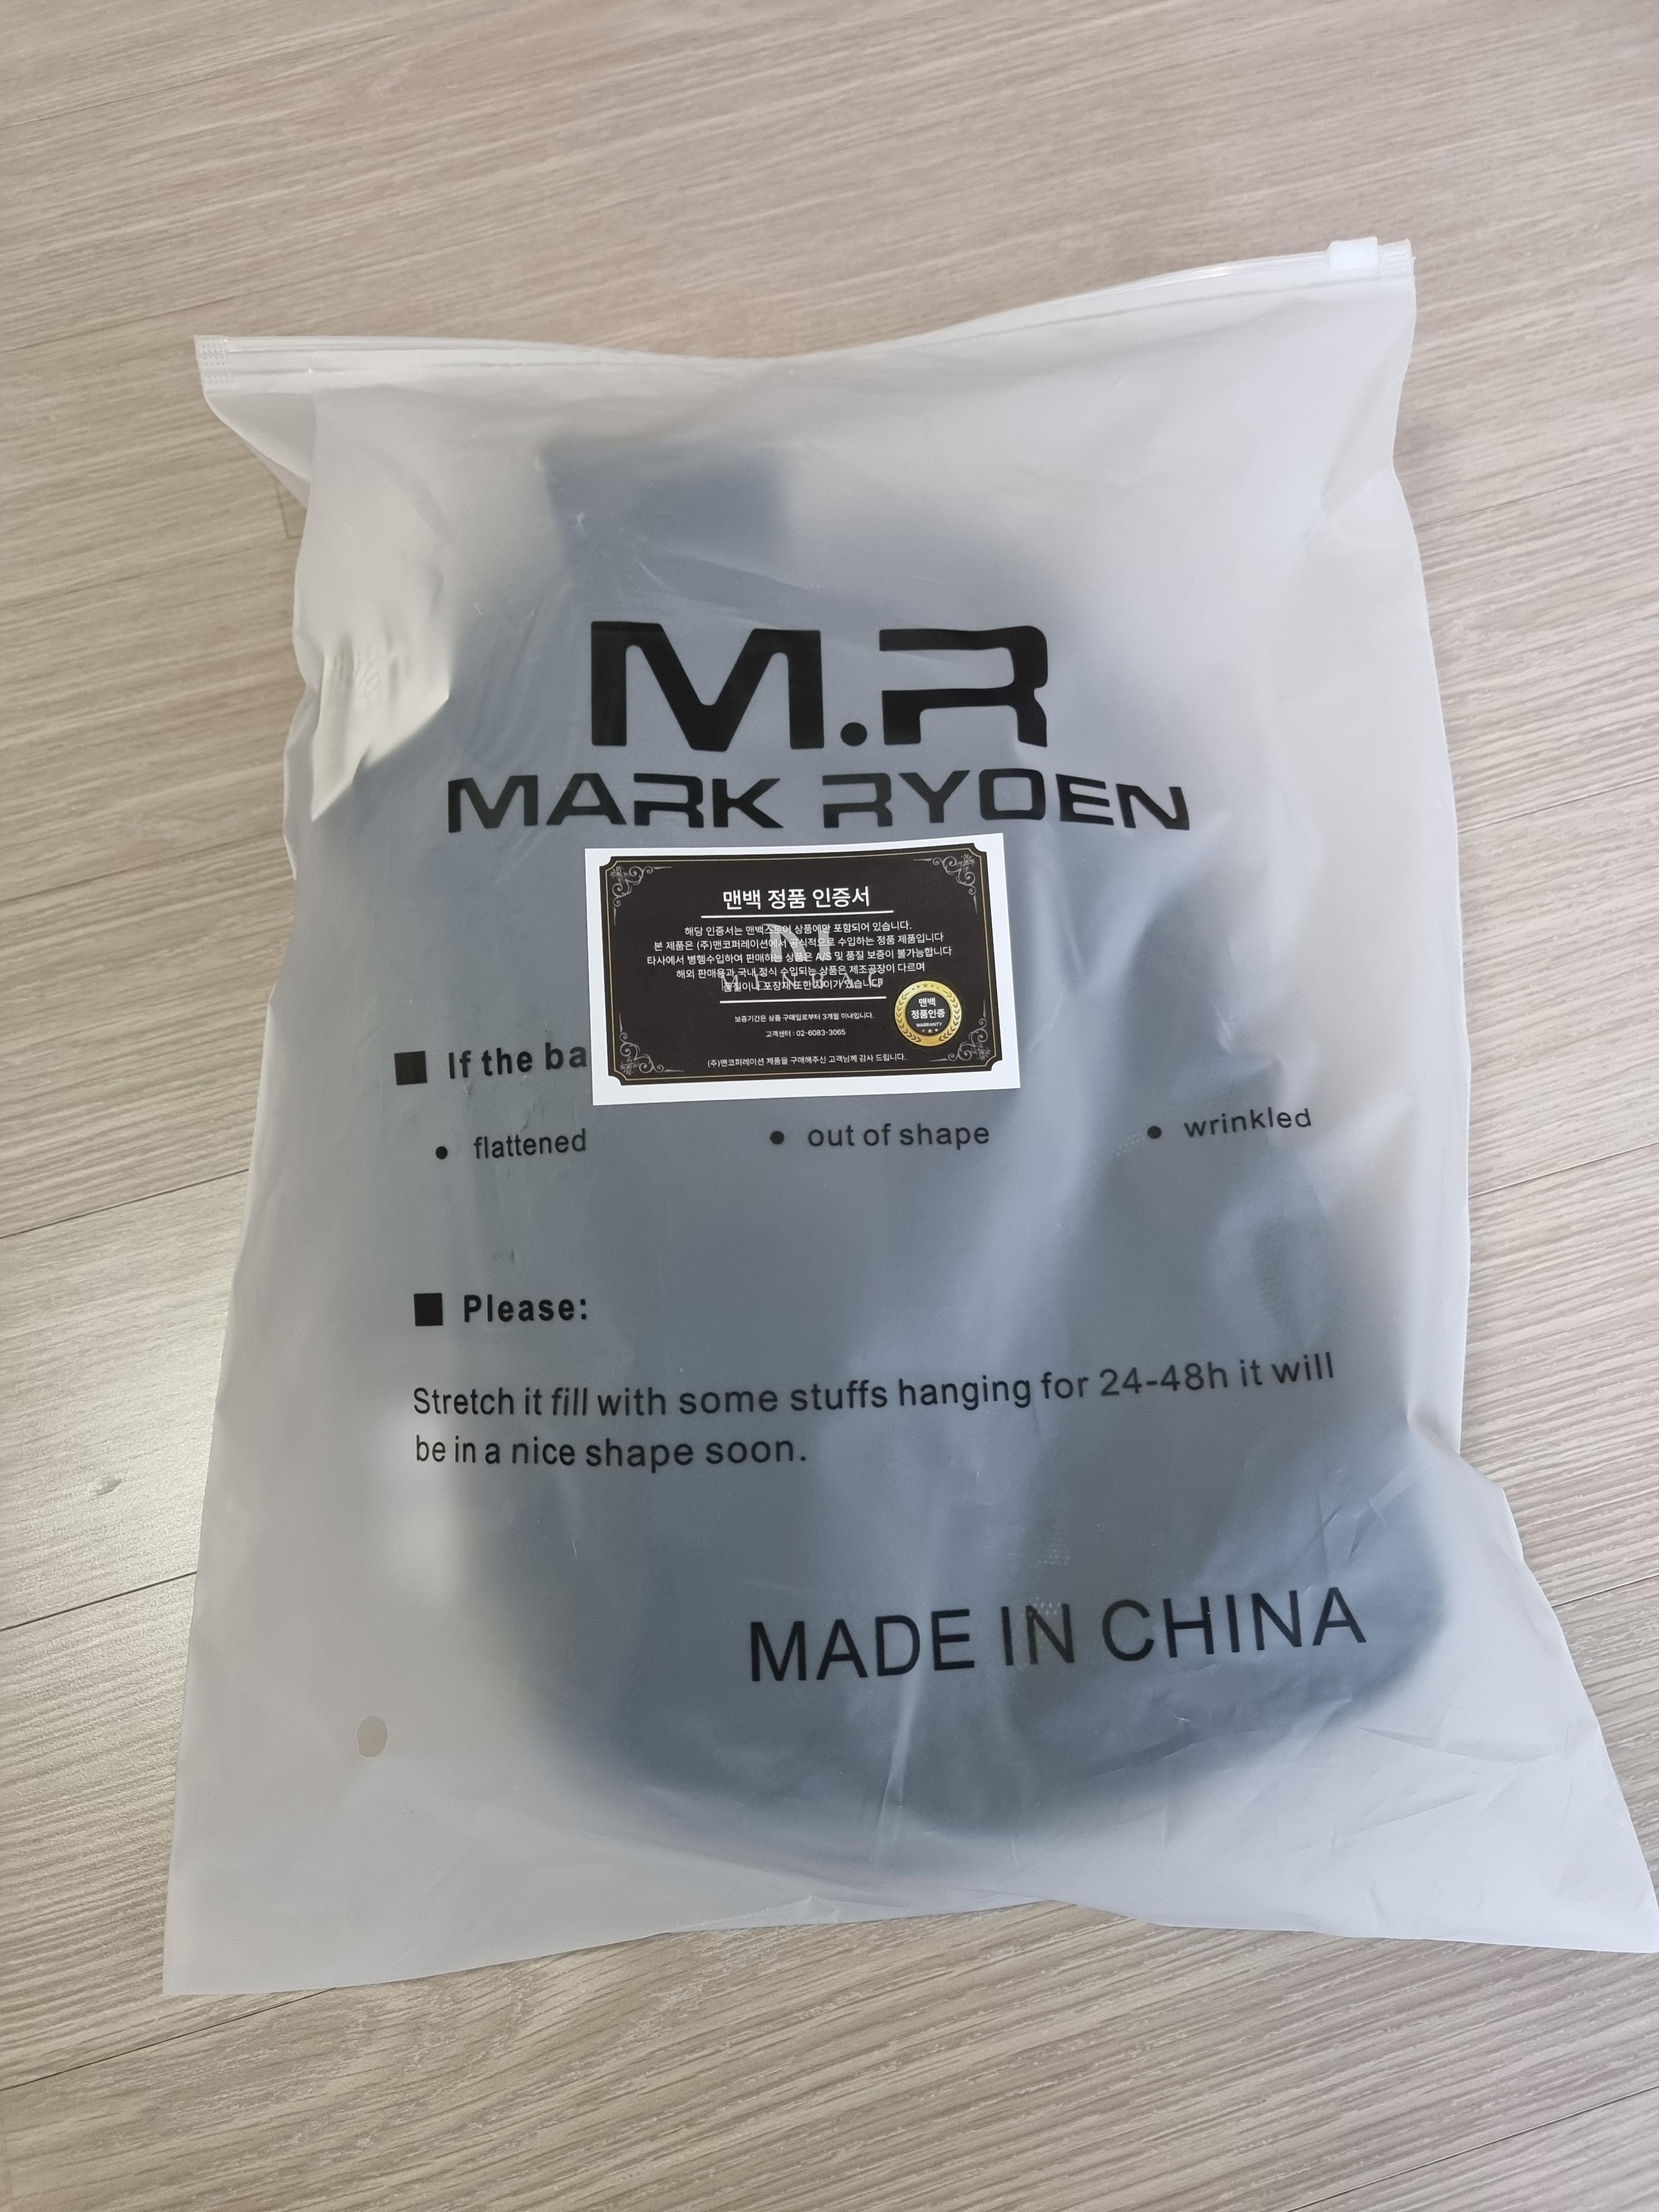 M.R
MARK RYDEN
맨백 정품 인증서
해당 인증서는 맨백스토어 상품에만 포함되어 있습니다.
본 제품은 (주)맨코퍼레이션에서 공식적으로 수입하는 정품 제품입니다
타사에서 병행수입하여 판매하는 상품은 A/S 및 품질 보증이 불가능합니다
해외 판매용과 국내 정식 수입되는 상품은 제조공장이 다르며
품질이나 포장재 또한 차이가 있습니다
보증기간은 상품 구매일로부터 3개월 이내입니다.
고객센터 : 02-6083-3065
(주)맨코퍼레이션 제품을 구매해주신 고객님께 감사 드립니다.
맨백
정품인증
WARRANTY
■ If the ba
• flattened • out of shape • wrinkled
■ Please:
Stretch it fill with some stuffs hanging for 24-48h it will
be in a nice shape soon.
MADE IN CHINA